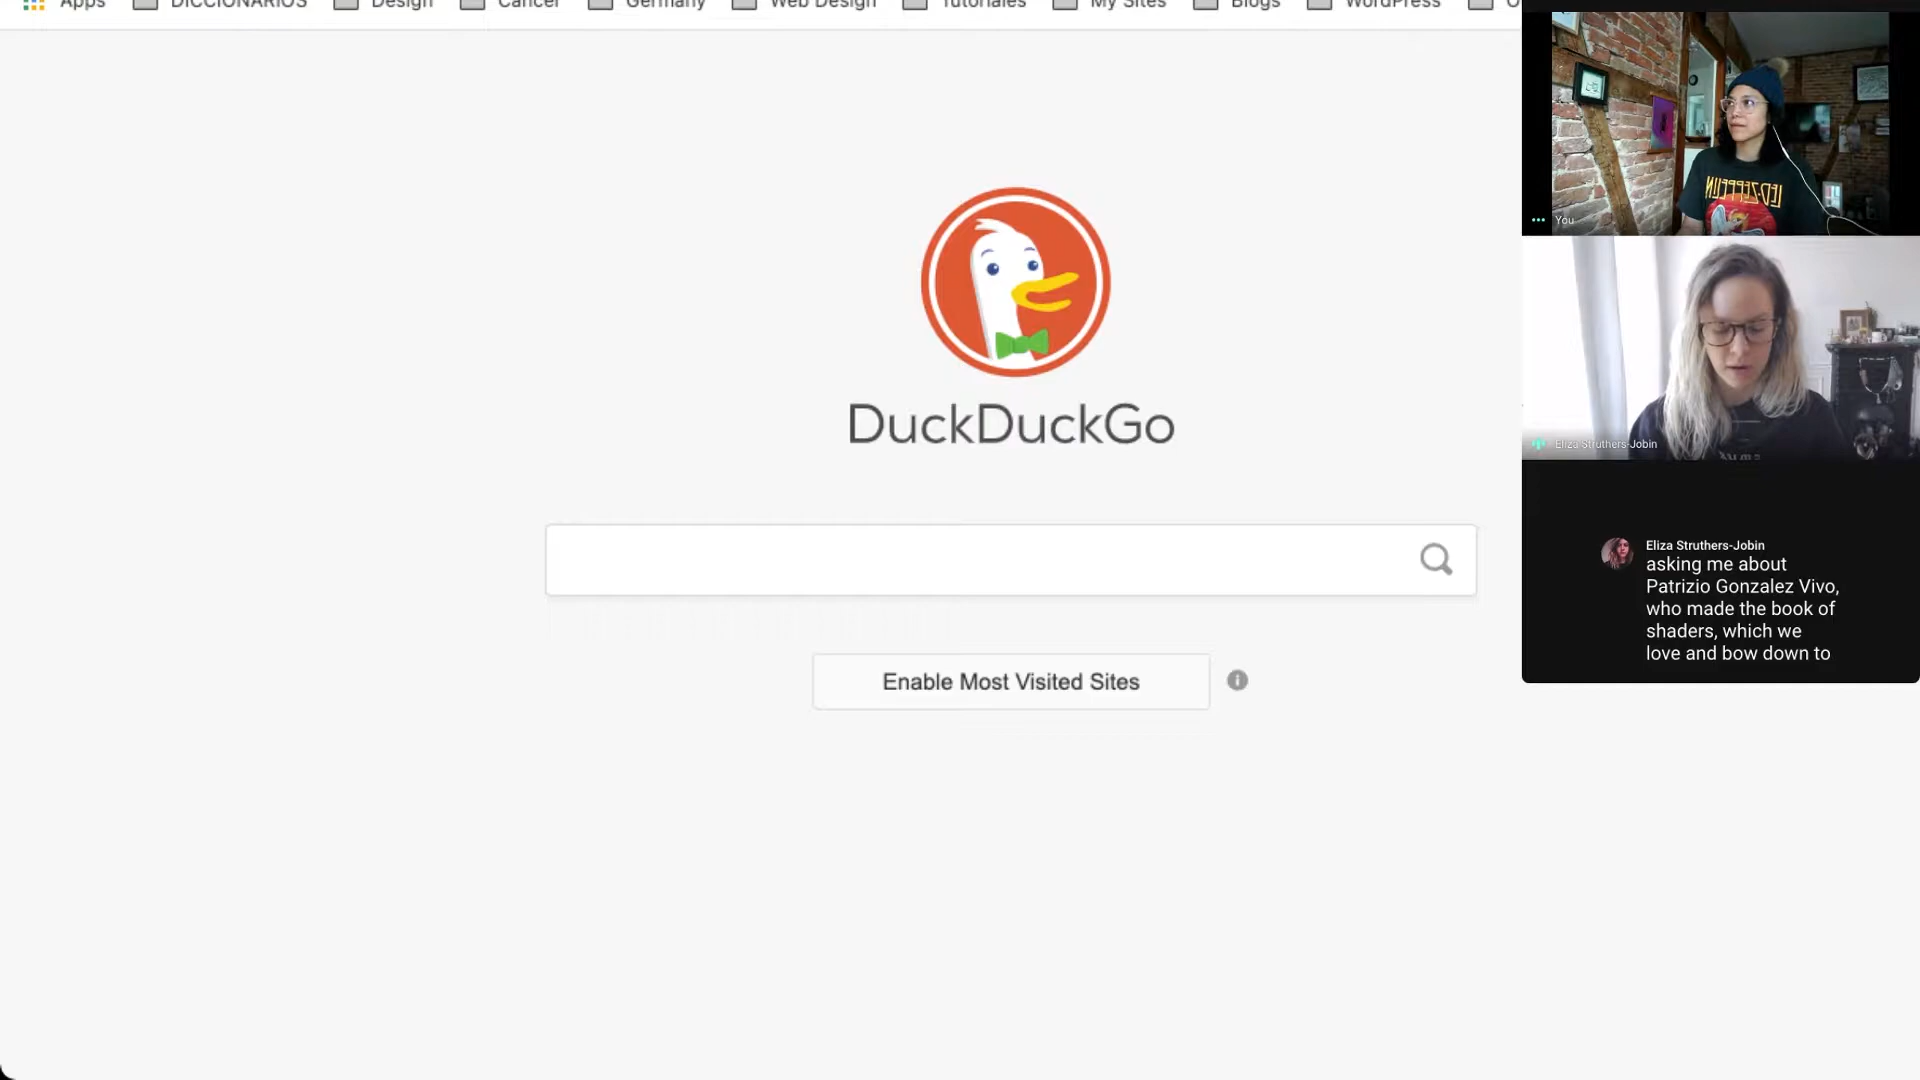 Apps DICCIONARIOS Design Cancer Germany Web Design Tutoriales My Sites Blogs WordPress
DuckDuckGo
Enable Most Visited Sites
LED-ZEPPELIN
You
Eliza Struthers-Jobin
Eliza Struthers-Jobin
asking me about
Patrizio Gonzalez Vivo,
who made the book of
shaders, which we
love and bow down to